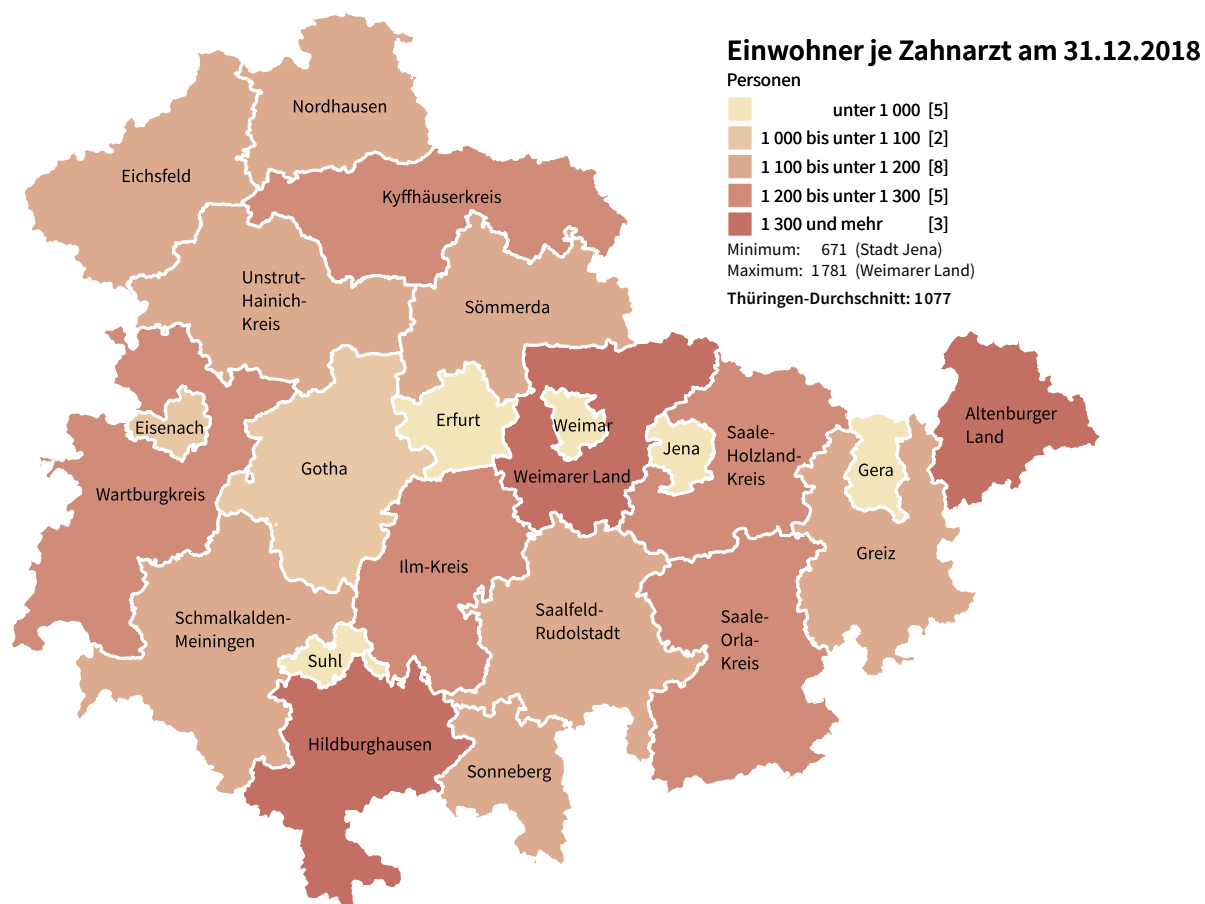 Einwohner je Zahnarzt am 31.12.2018
Personen
unter 1 000 [5]
1 000 bis unter 1 100 [2]
1 100 bis unter 1 200 [8]
1 200 bis unter 1 300 [5]
1 300 und mehr [3]
Minimum: 671 (Stadt Jena)
Maximum: 1781 (Weimarer Land)
Thüringen-Durchschnitt: 1077
Nordhausen
Eichsfeld
Kyffhäuserkreis
Unstrut-
Hainich-
Kreis
Sömmerda
Eisenach
Erfurt
Weimar
Jena
Saale-
Holzland-
Kreis
Altenburger
Land
Gera
Gotha
Weimarer Land
Wartburgkreis
Greiz
Ilm-Kreis
Schmalkalden-
Meiningen
Saalfeld-
Rudolstadt
Saale-
Orla-
Kreis
Suhl
Hildburghausen
Sonneberg